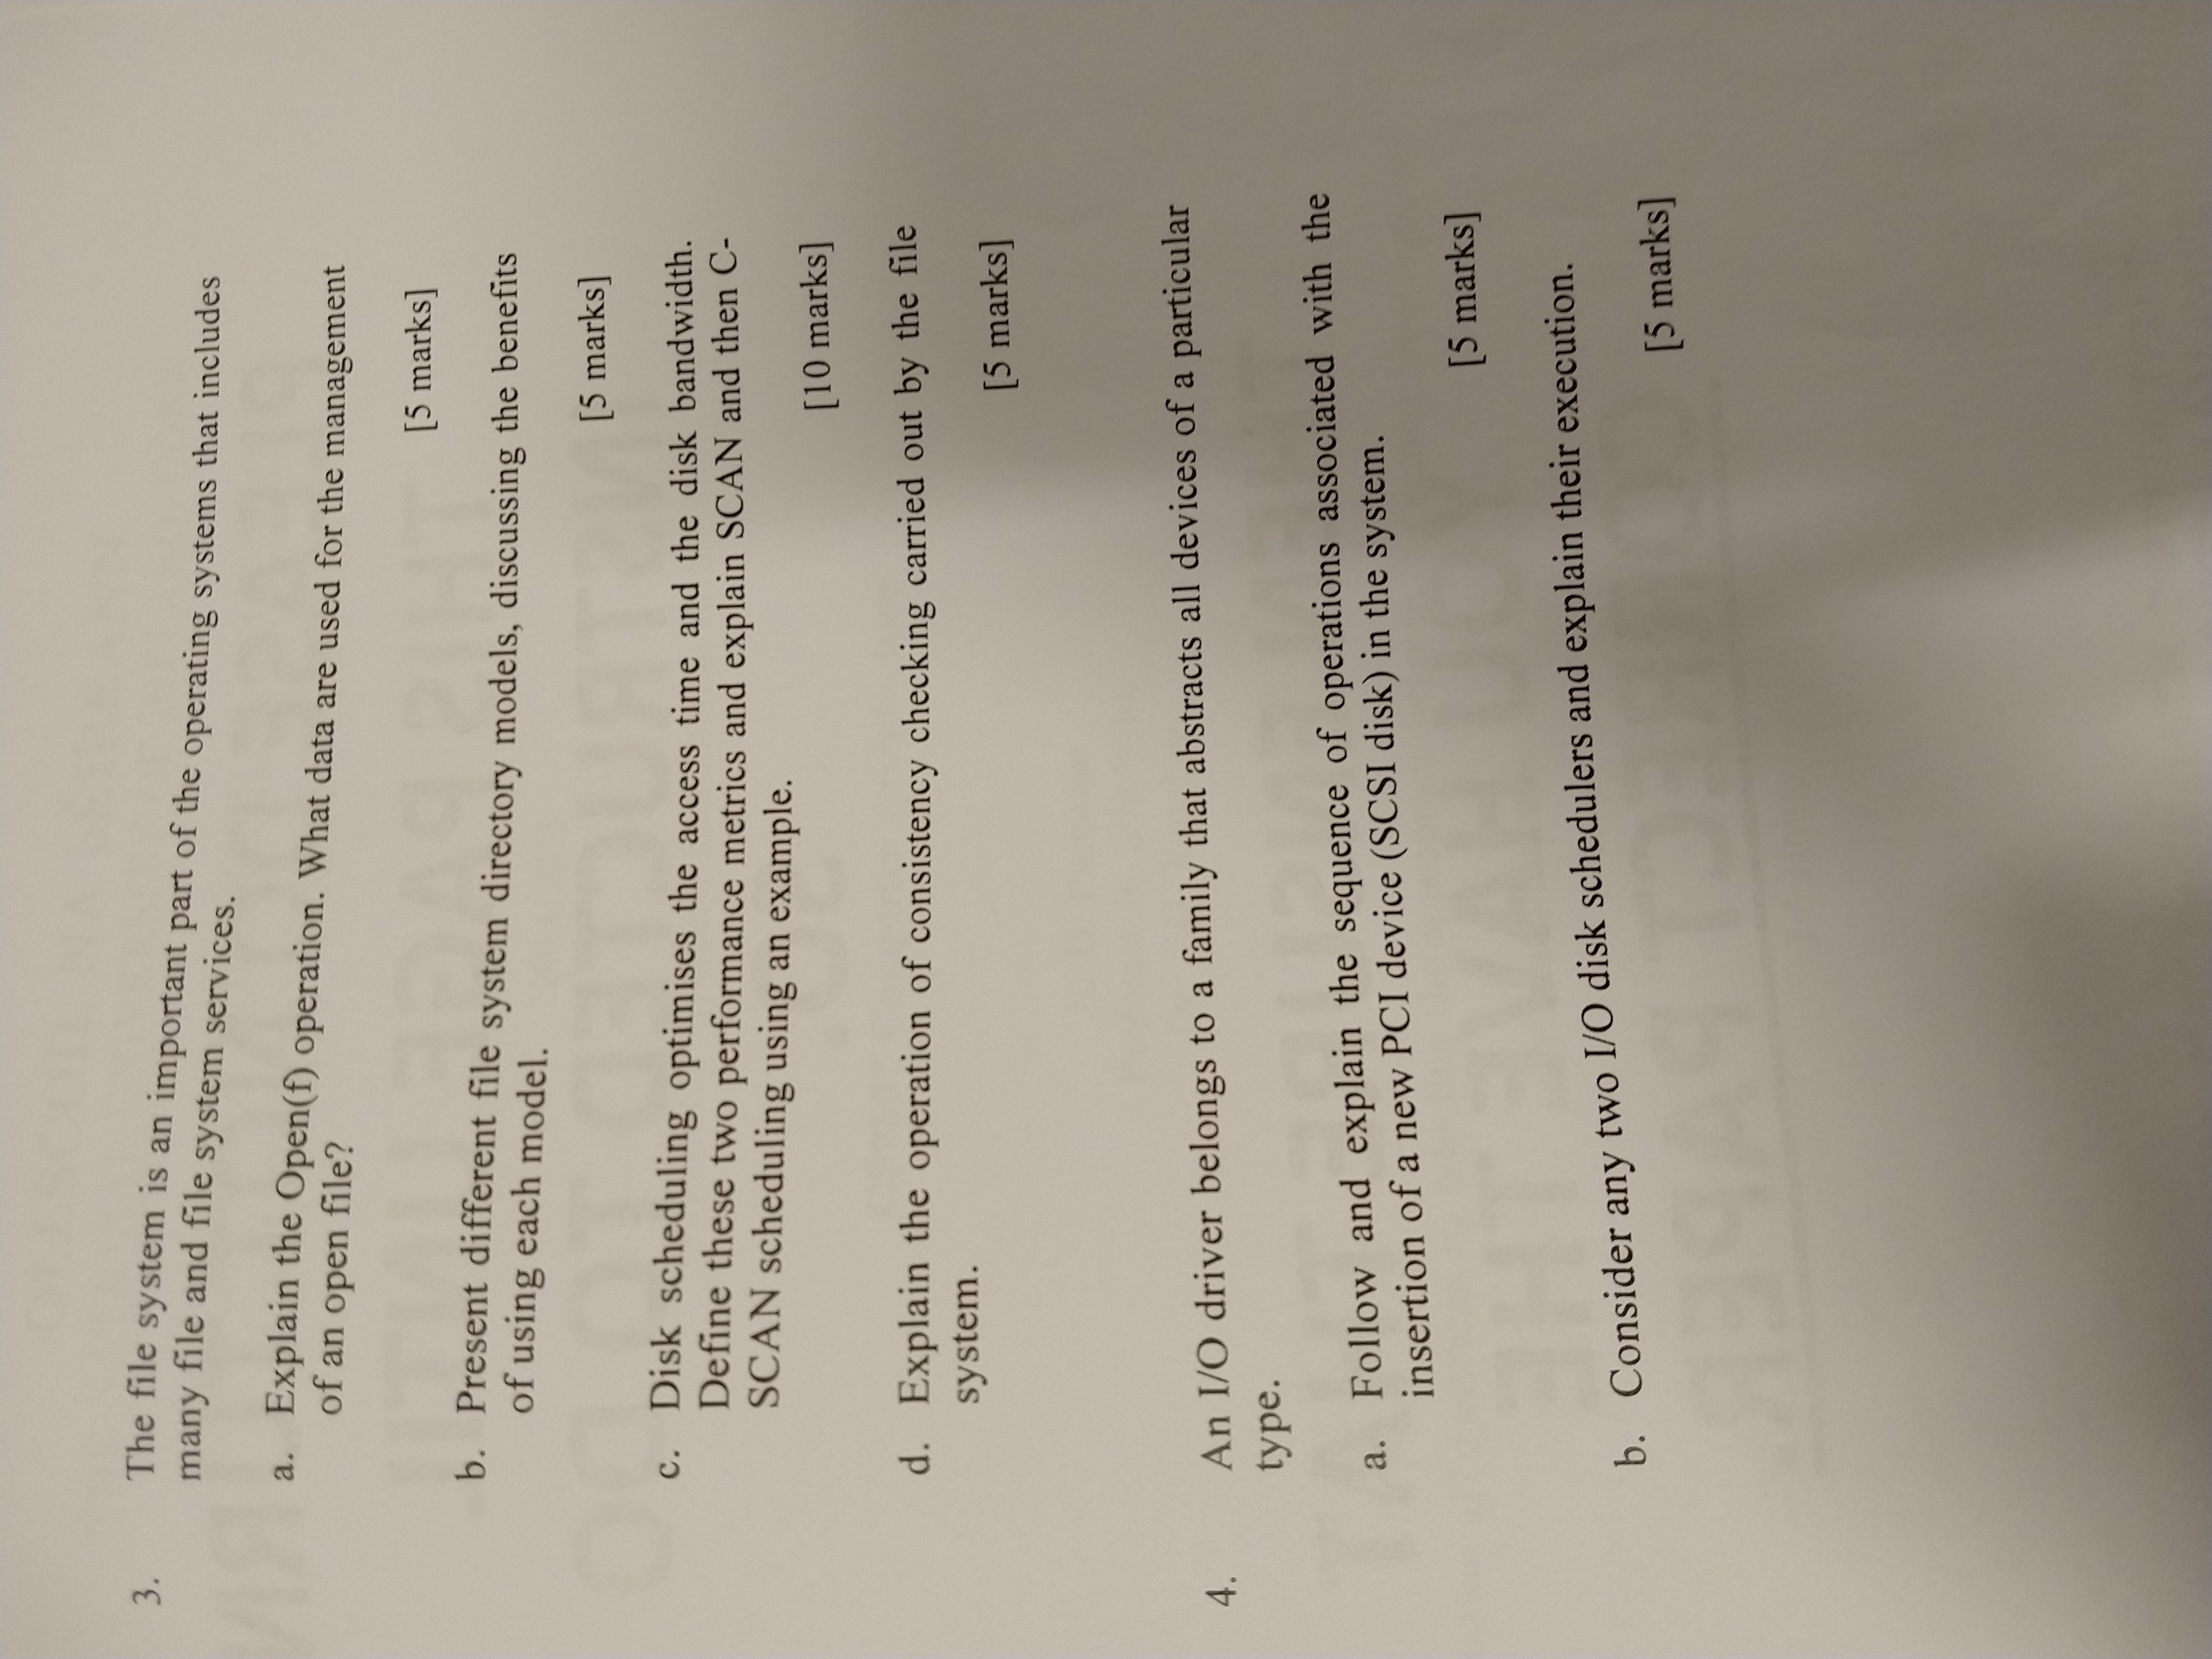 3. The file system is an important part of the operating systems that includes
many file and file system services.
a. Explain the Open(f) operation. What data are used for the management
of an open file?
[5 marks]
b. Present different file system directory models, discussing the benefits
of using each model.
[5 marks]
c. Disk scheduling optimises the access time and the disk bandwidth.
Define these two performance metrics and explain SCAN and then C-
SCAN scheduling using an example.
[10 marks]
d. Explain the operation of consistency checking carried out by the file
system.
[5 marks]
4. An I/O driver belongs to a family that abstracts all devices of a particular
type.
a. Follow and explain the sequence of operations associated with the
insertion of a new PCI device (SCSI disk) in the system.
[5 marks]
b. Consider any two I/O disk schedulers and explain their execution.
[5 marks]